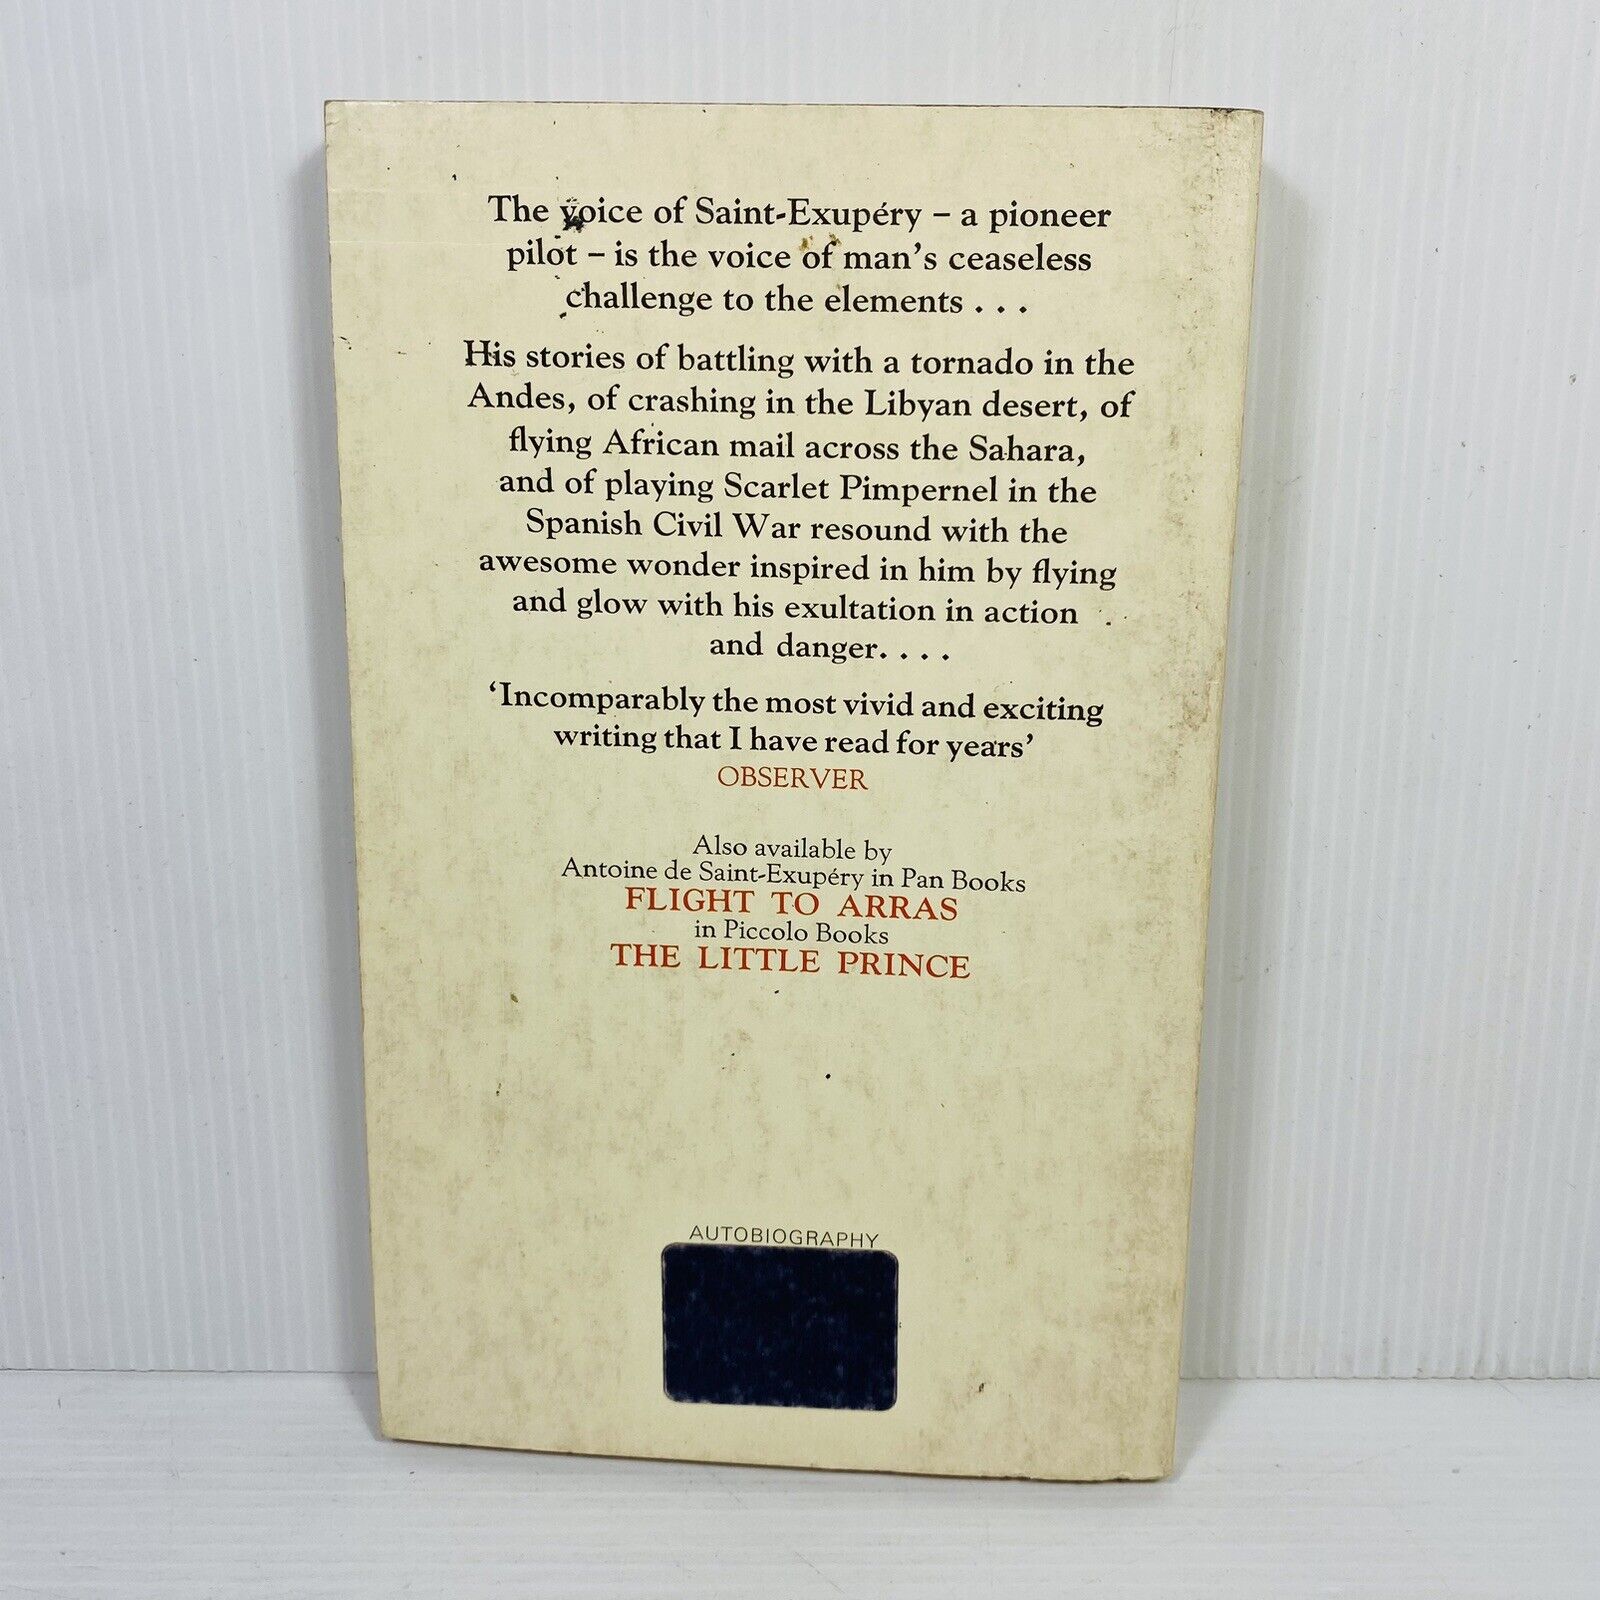 The voice of Saint-Exupéry – a pioneer
pilot – is the voice of man's ceaseless
challenge to the elements . . .
His stories of battling with a tornado in the
Andes, of crashing in the Libyan desert, of
flying African mail across the Sahara,
and of playing Scarlet Pimpernel in the
Spanish Civil War resound with the
awesome wonder inspired in him by flying
and glow with his exultation in action
and danger. . . .
‘Incomparably the most vivid and exciting
writing that I have read for years’
OBSERVER
Also available by
Antoine de Saint-Exupéry in Pan Books
FLIGHT TO ARRAS
in Piccolo Books
THE LITTLE PRINCE
AUTOBIOGRAPHY